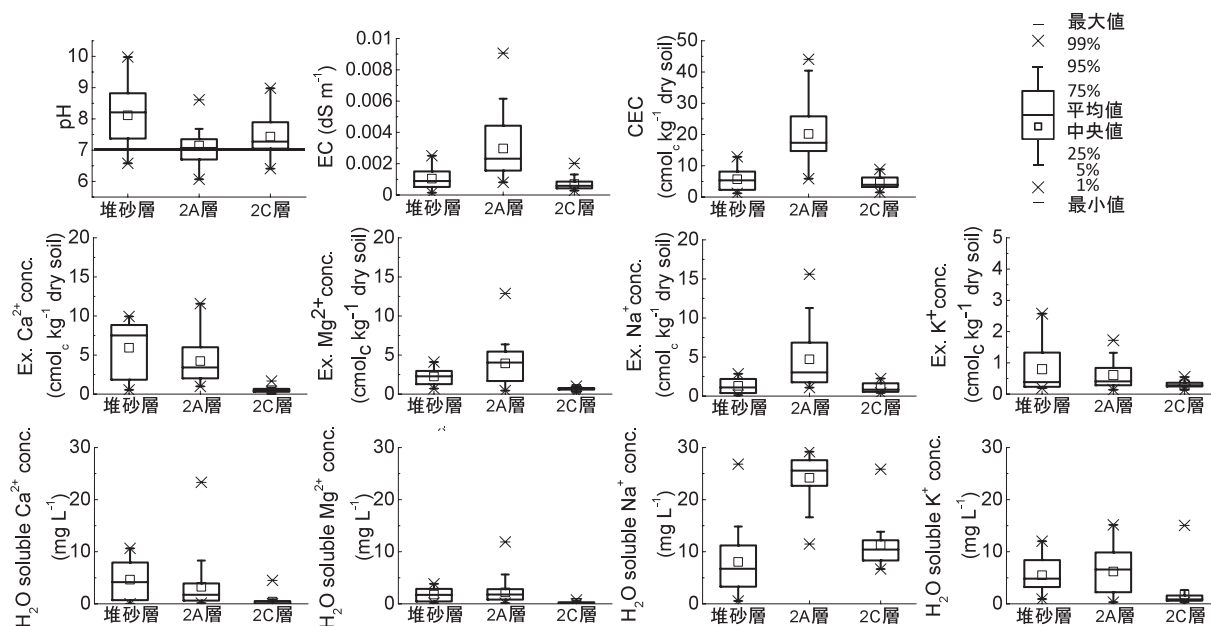 pH
10
9
8
7
6
堆砂層 2A層 2C層
EC (dS m⁻¹)
0.01
0.008
0.006
0.004
0.002
0
堆砂層 2A層 2C層
CEC
(cmol_c kg⁻¹ dry soil)
50
40
30
20
10
0
堆砂層 2A層 2C層
最大値
99%
95%
75%
平均値
中央値
25%
5%
1%
最小値
Ex. Ca²⁺ conc.
(cmol_c kg⁻¹ dry soil)
20
15
10
5
0
堆砂層 2A層 2C層
Ex. Mg²⁺ conc.
(cmol_c kg⁻¹ dry soil)
20
15
10
5
0
堆砂層 2A層 2C層
Ex. Na⁺ conc.
(cmol_c kg⁻¹ dry soil)
20
15
10
5
0
堆砂層 2A層 2C層
Ex. K⁺ conc.
(cmol_c kg⁻¹ dry soil)
5
4
3
2
1
0
堆砂層 2A層 2C層
H₂O soluble Ca²⁺ conc.
(mg L⁻¹)
30
20
10
0
堆砂層 2A層 2C層
H₂O soluble Mg²⁺ conc.
(mg L⁻¹)
30
20
10
0
堆砂層 2A層 2C層
H₂O soluble Na⁺ conc.
(mg L⁻¹)
30
20
10
0
堆砂層 2A層 2C層
H₂O soluble K⁺ conc.
(mg L⁻¹)
30
20
10
0
堆砂層 2A層 2C層